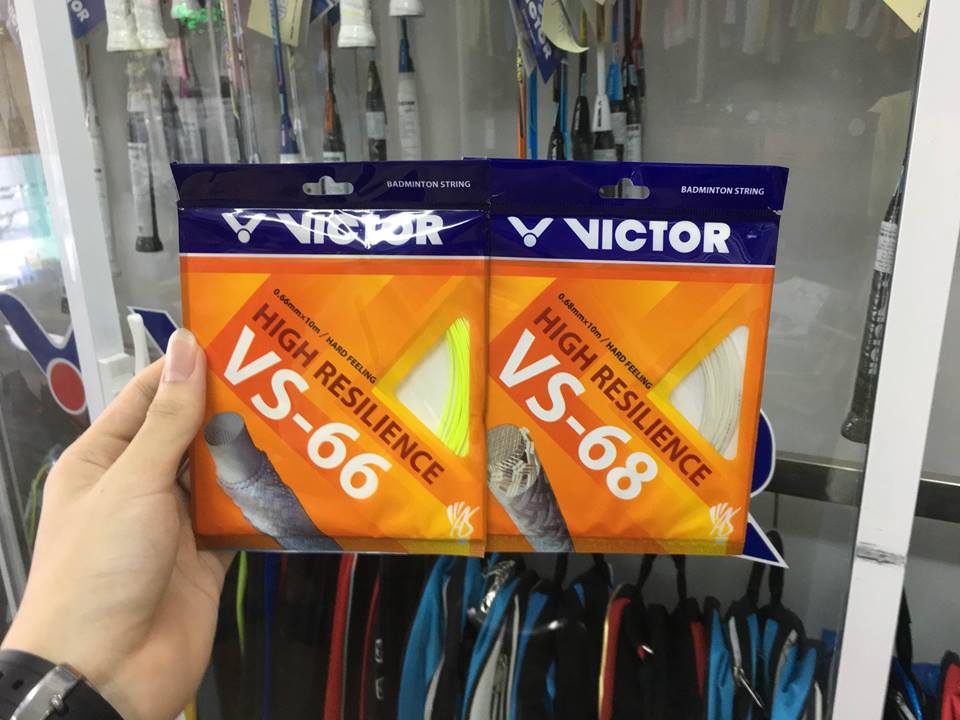 BADMINTON STRING
VICTOR
0.66mm×10m / HARD FEELING
HIGH RESILIENCE
VS-66
BADMINTON STRING
VICTOR
0.68mm×10m / HARD FEELING
HIGH RESILIENCE
VS-68